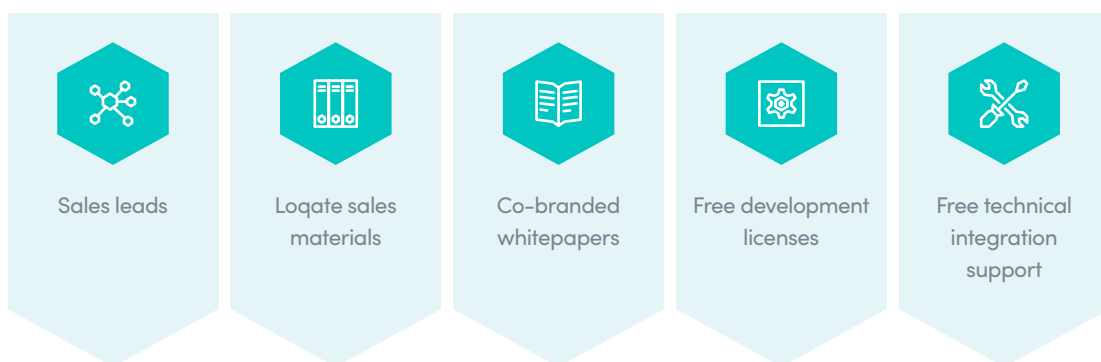 Sales leads
Loqate sales
materials
Co-branded
whitepapers
Free development
licenses
Free technical
integration
support